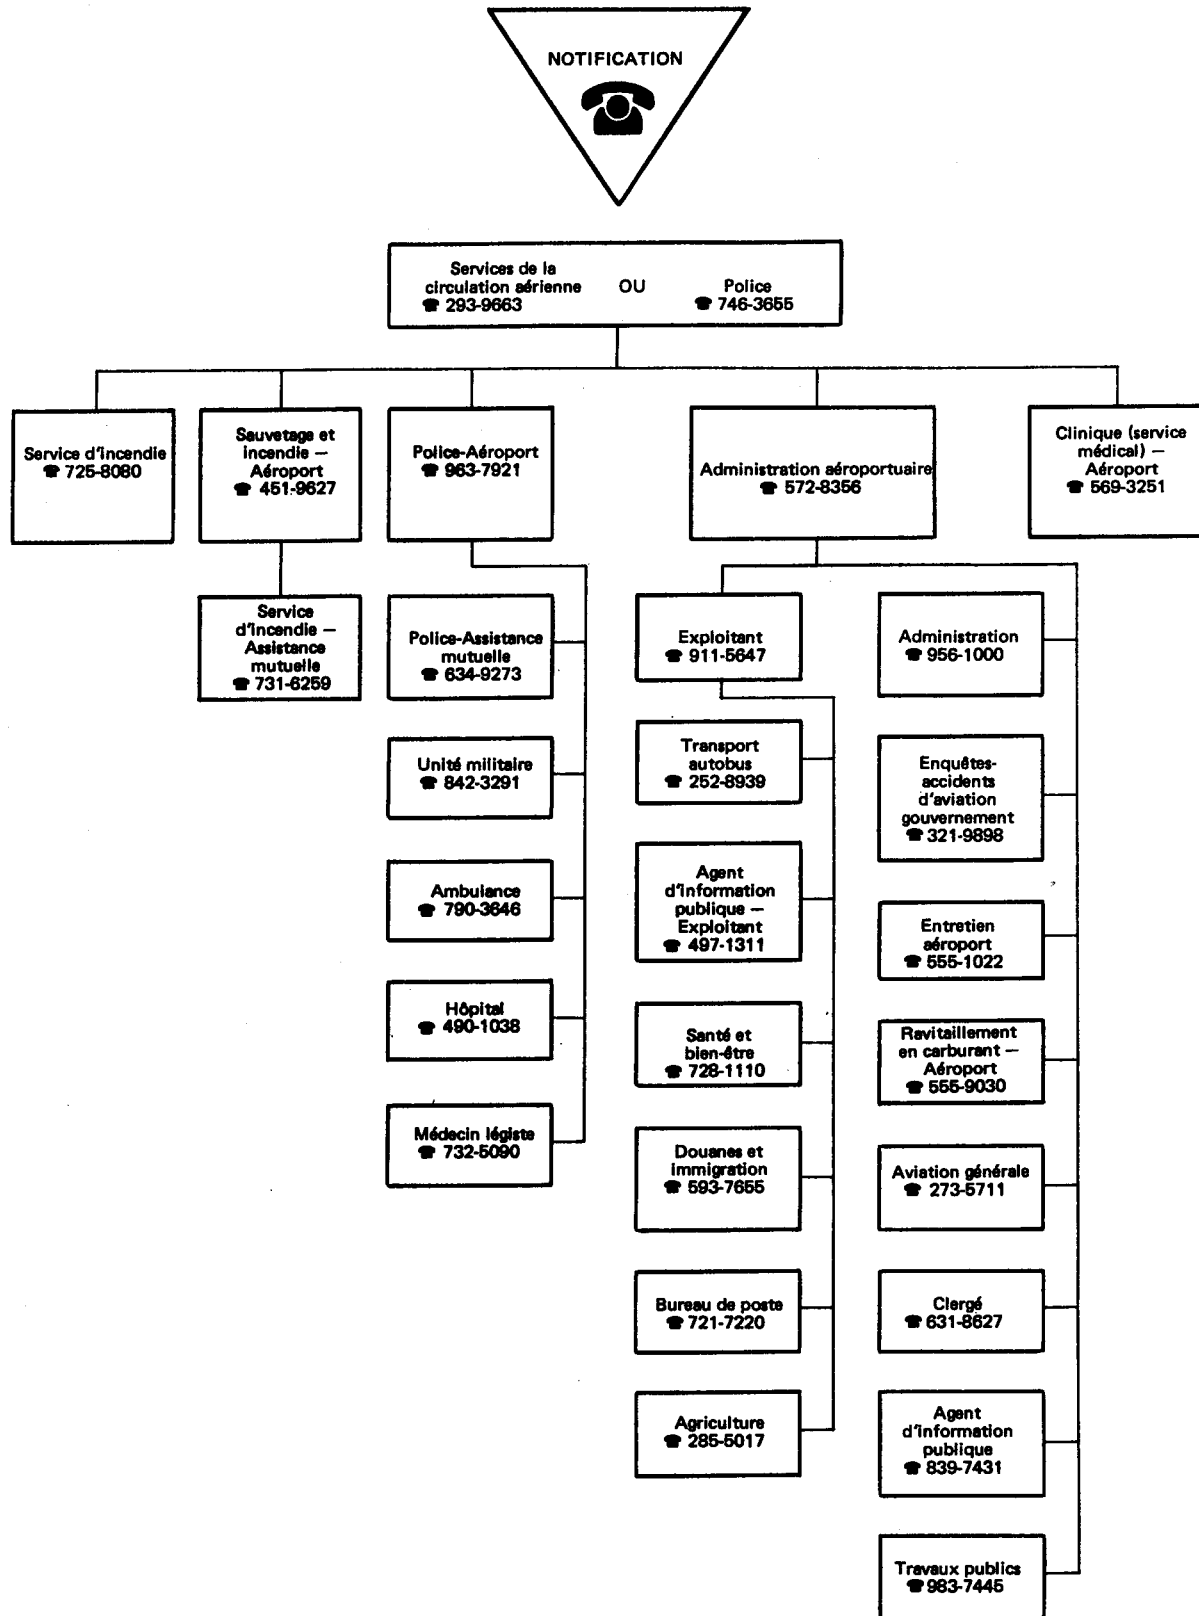 NOTIFICATION
Services de la
circulation aérienne
☎ 293-9663
OU
Police
☎ 746-3655
Service d'incendie
☎ 725-8080
Sauvetage et
incendie —
Aéroport
☎ 451-9627
Police-Aéroport
☎ 963-7921
Administration aéroportuaire
☎ 572-8356
Clinique (service
médical) —
Aéroport
☎ 569-3251
Service
d'incendie —
Assistance
mutuelle
☎ 731-6259
Police-Assistance
mutuelle
☎ 634-9273
Unité militaire
☎ 842-3291
Ambulance
☎ 790-3646
Hôpital
☎ 490-1038
Médecin légiste
☎ 732-5090
Exploitant
☎ 911-5647
Transport
autobus
☎ 252-8939
Agent
d'information
publique —
Exploitant
☎ 497-1311
Santé et
bien-être
☎ 728-1110
Douanes et
immigration
☎ 593-7655
Bureau de poste
☎ 721-7220
Agriculture
☎ 285-5017
Administration
☎ 956-1000
Enquêtes-
accidents
d'aviation
gouvernement
☎ 321-9898
Entretien
aéroport
☎ 555-1022
Ravitaillement
en carburant —
Aéroport
☎ 555-9030
Aviation générale
☎ 273-5711
Clergé
☎ 631-8627
Agent
d'information
publique
☎ 839-7431
Travaux publics
☎ 983-7445